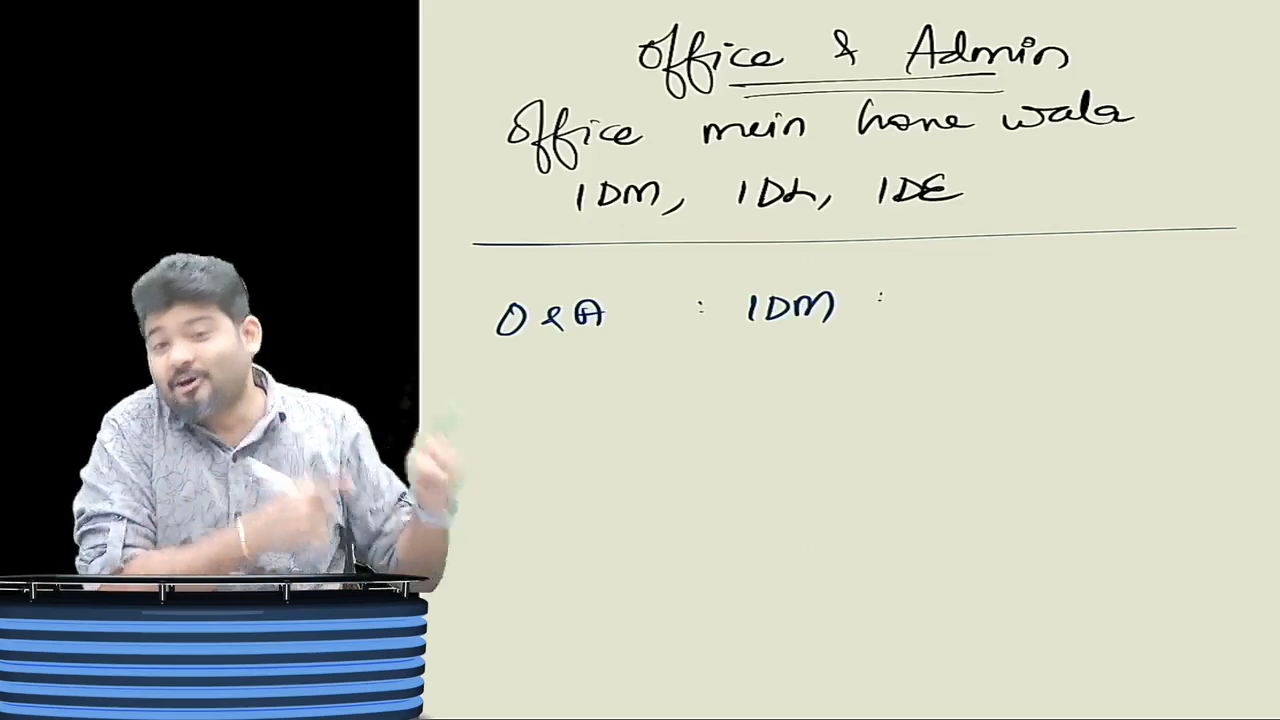 Office & Admin
Office mein hone wala
IDM, IDL, IDE
O & A : IDM :